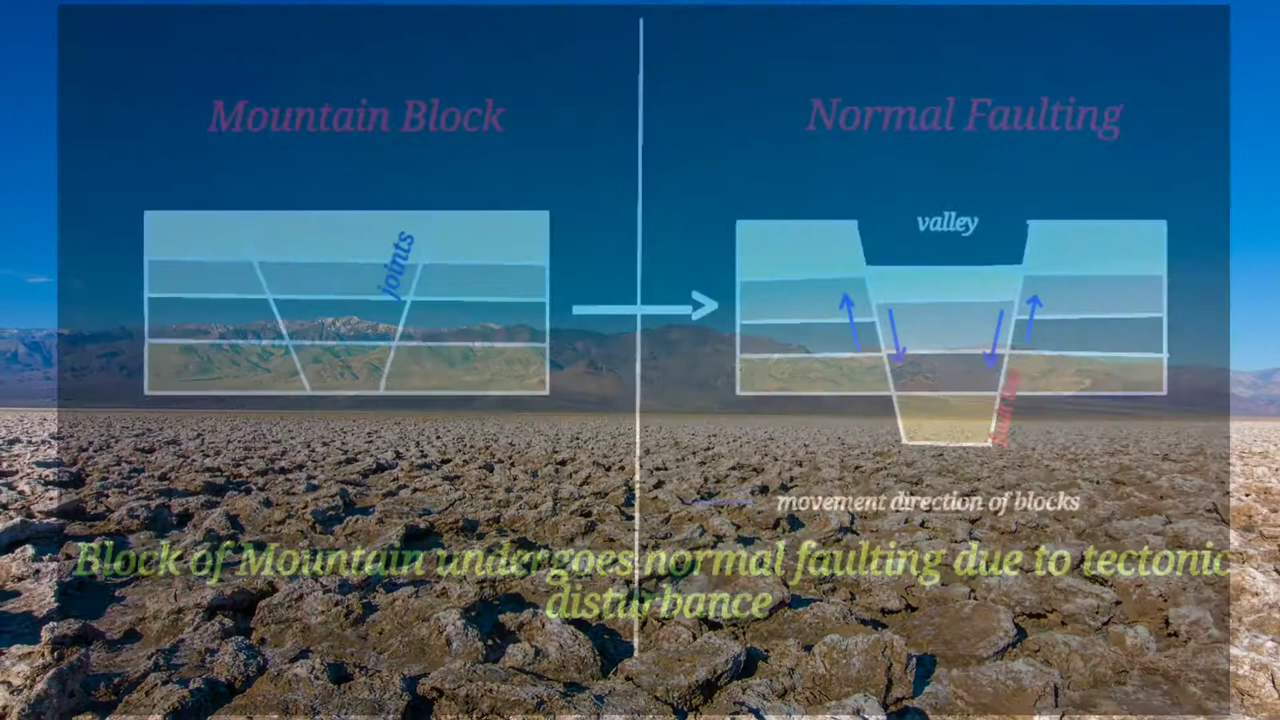 Mountain Block
Normal Faulting
valley
joints
movement direction of blocks
Block of Mountain undergoes normal faulting due to tectonic
disturbance